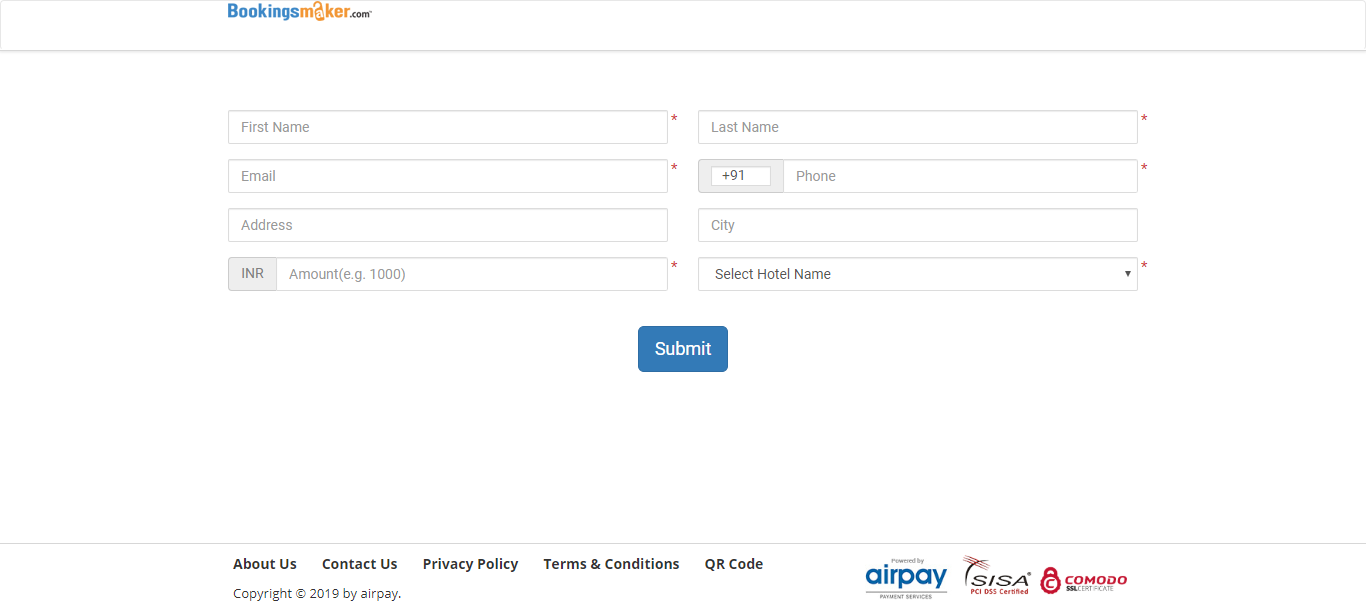 Bookingsmaker.com
First Name * Last Name *
Email * +91 Phone *
Address City
INR Amount(e.g. 1000) * Select Hotel Name *
Submit
About Us Contact Us Privacy Policy Terms & Conditions QR Code
Copyright © 2019 by airpay.
Powered by
airpay
PAYMENT SERVICES
SISA
PCI DSS Certified
COMODO
SSL CERTIFICATE